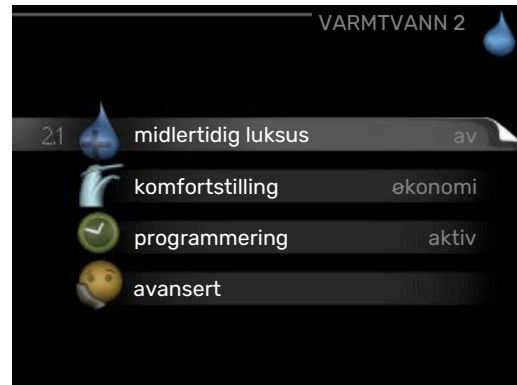 VARMTVANN 2
2.1 midlertidig luksus av
komfortstilling økonomi
programmering aktiv
avansert